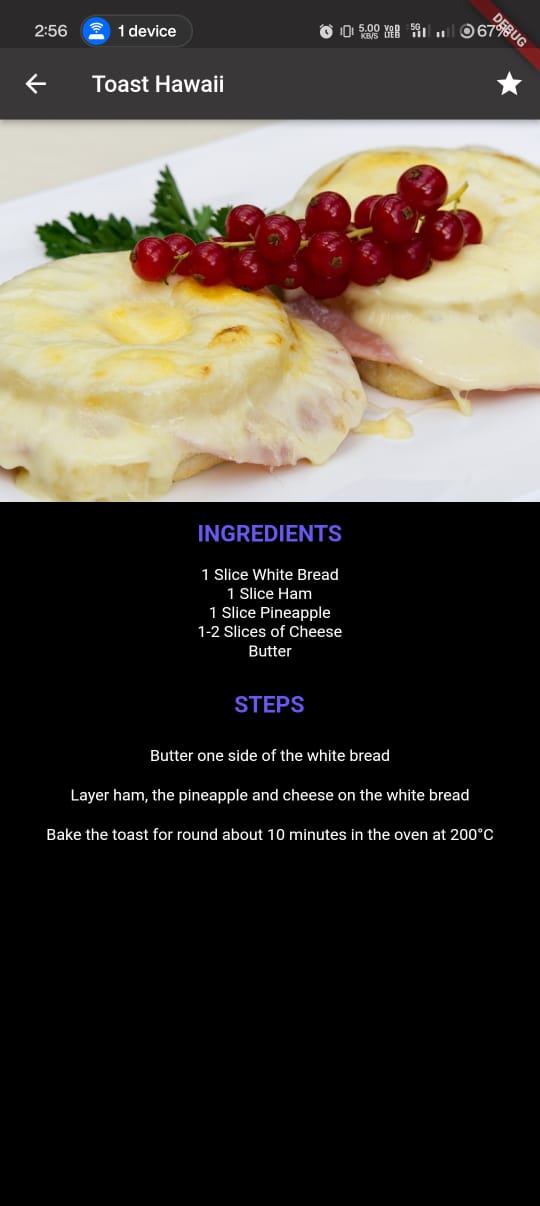 2:56
1 device
5.00
KB/S
VoD
LTEB
5G
67%
DEBUG
Toast Hawaii
INGREDIENTS
1 Slice White Bread
1 Slice Ham
1 Slice Pineapple
1-2 Slices of Cheese
Butter
STEPS
Butter one side of the white bread
Layer ham, the pineapple and cheese on the white bread
Bake the toast for round about 10 minutes in the oven at 200°C